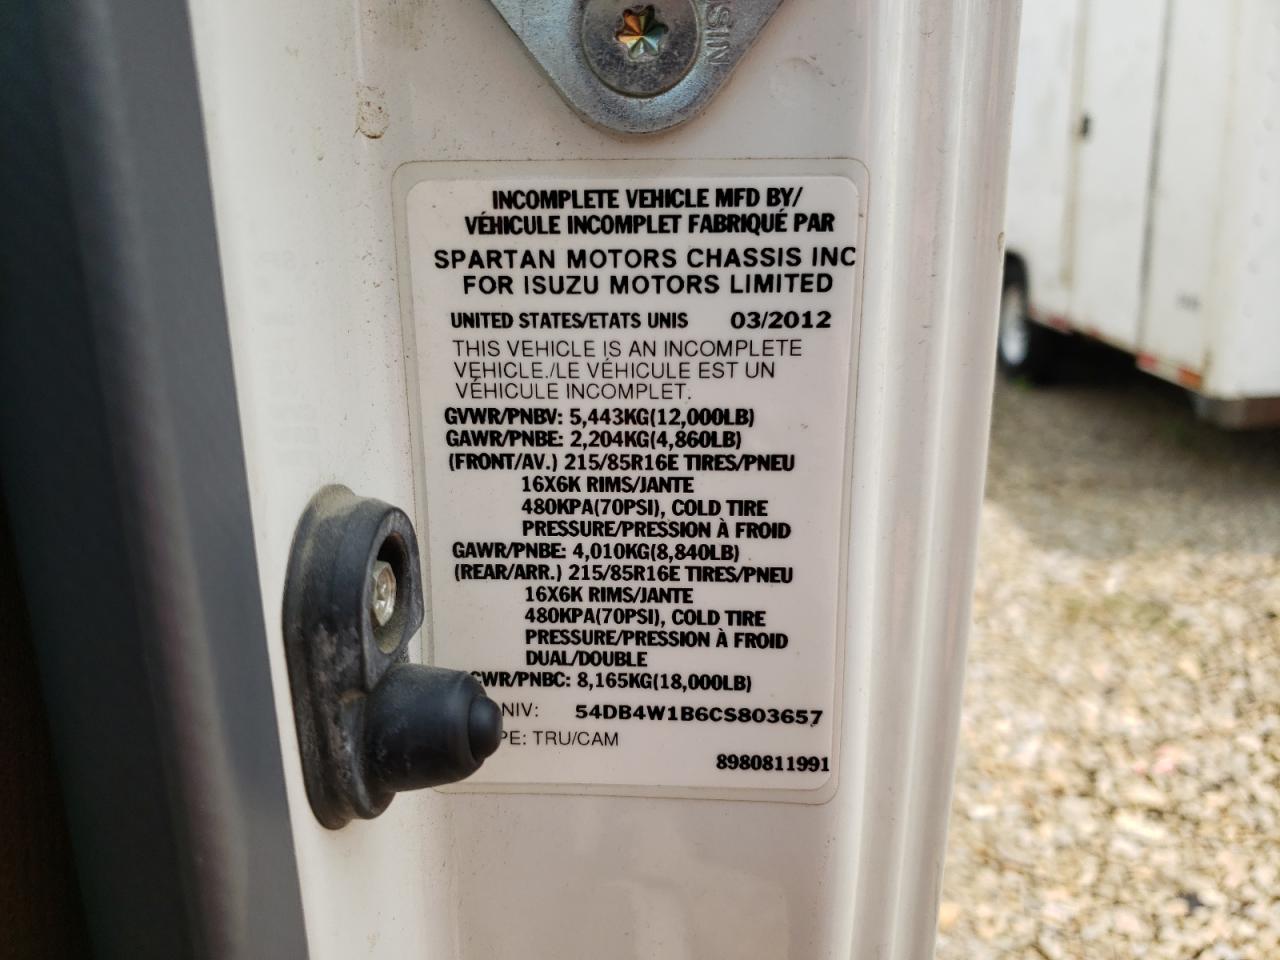 NISI
INCOMPLETE VEHICLE MFD BY/
VÉHICULE INCOMPLET FABRIQUÉ PAR
SPARTAN MOTORS CHASSIS INC
FOR ISUZU MOTORS LIMITED
UNITED STATES/ETATS UNIS 03/2012
THIS VEHICLE IS AN INCOMPLETE
VEHICLE./LE VÉHICULE EST UN
VÉHICULE INCOMPLET.
GVWR/PNBV: 5,443KG(12,000LB)
GAWR/PNBE: 2,204KG(4,860LB)
(FRONT/AV.) 215/85R16E TIRES/PNEU
16X6K RIMS/JANTE
480KPA(70PSI), COLD TIRE
PRESSURE/PRESSION À FROID
GAWR/PNBE: 4,010KG(8,840LB)
(REAR/ARR.) 215/85R16E TIRES/PNEU
16X6K RIMS/JANTE
480KPA(70PSI), COLD TIRE
PRESSURE/PRESSION À FROID
DUAL/DOUBLE
CWR/PNBC: 8,165KG(18,000LB)
NIV: 54DB4W1B6CS803657
PE: TRU/CAM
8980811991